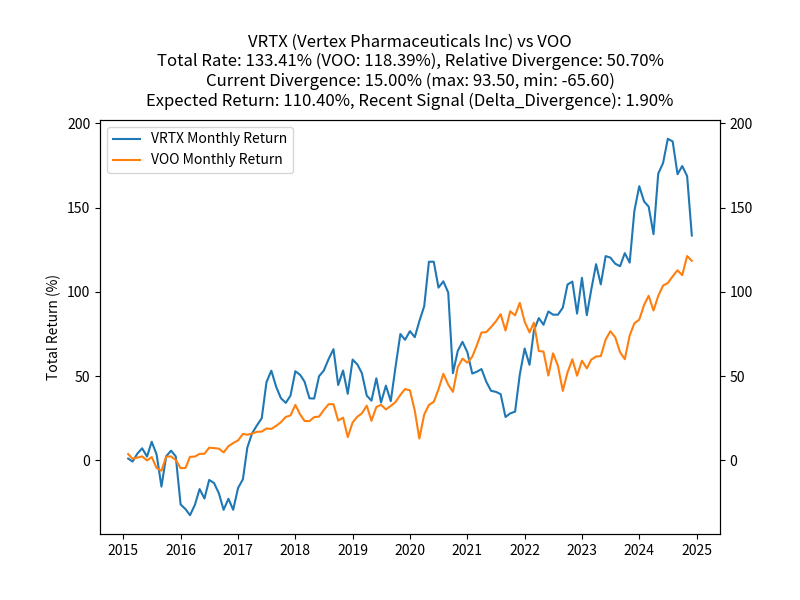 VRTX (Vertex Pharmaceuticals Inc) vs VOO
Total Rate: 133.41% (VOO: 118.39%), Relative Divergence: 50.70%
Current Divergence: 15.00% (max: 93.50, min: -65.60)
Expected Return: 110.40%, Recent Signal (Delta_Divergence): 1.90%
VRTX Monthly Return
VOO Monthly Return
Total Return (%)
200
150
100
50
0
200
150
100
50
0
2015 2016 2017 2018 2019 2020 2021 2022 2023 2024 2025